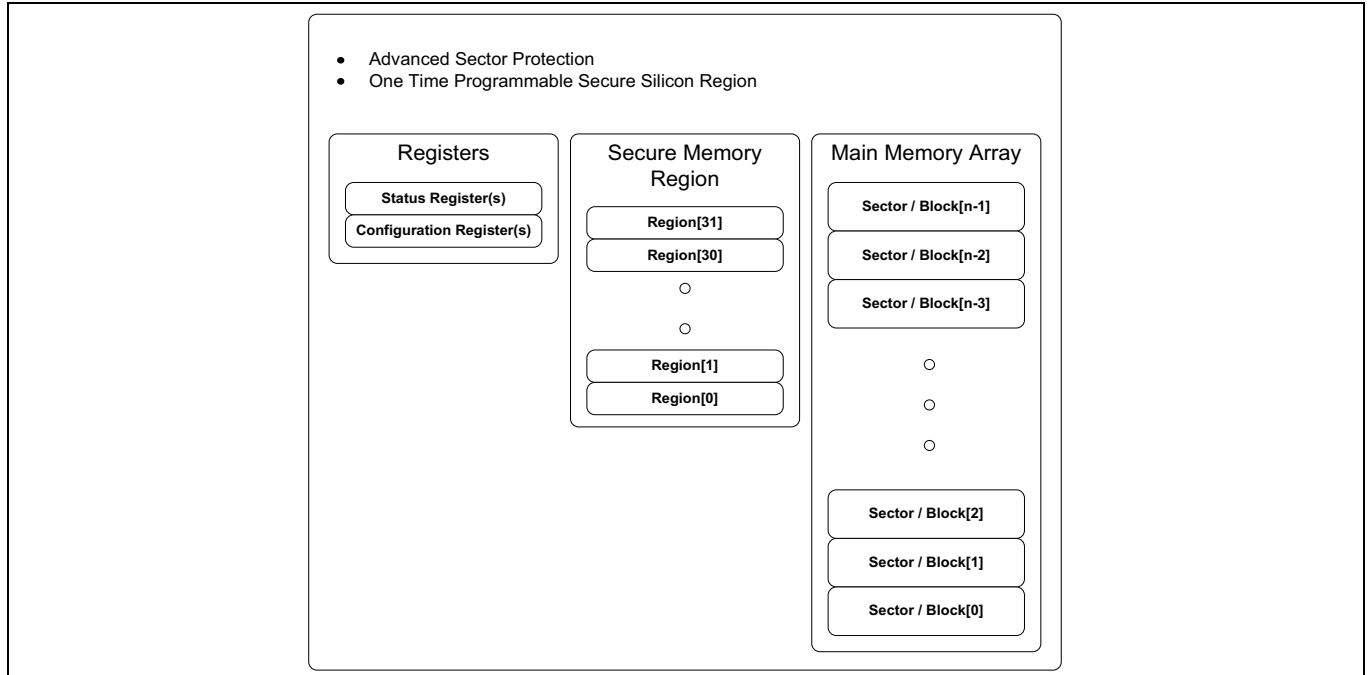 • Advanced Sector Protection
• One Time Programmable Secure Silicon Region
Registers
Status Register(s)
Configuration Register(s)
Secure Memory
Region
Region[31]
Region[30]
Region[1]
Region[0]
Main Memory Array
Sector / Block[n-1]
Sector / Block[n-2]
Sector / Block[n-3]
Sector / Block[2]
Sector / Block[1]
Sector / Block[0]